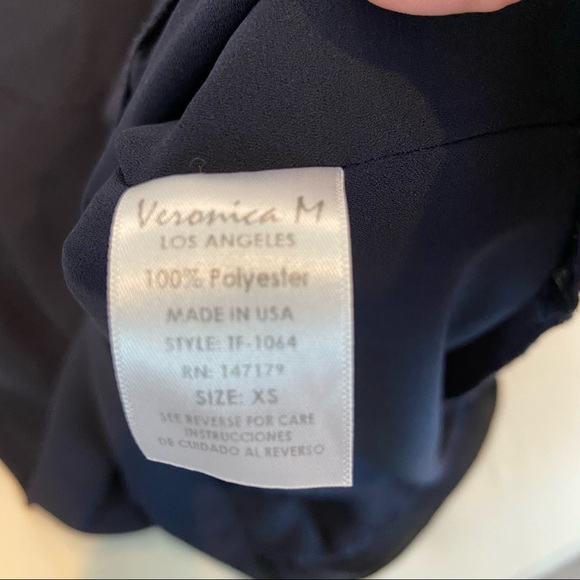 Veronica M
LOS ANGELES
100% Polyester
MADE IN USA
STYLE: TF-1064
RN: 147179
SIZE: XS
SEE REVERSE FOR CARE
INSTRUCCIONES
DE CUIDADO AL REVERSO